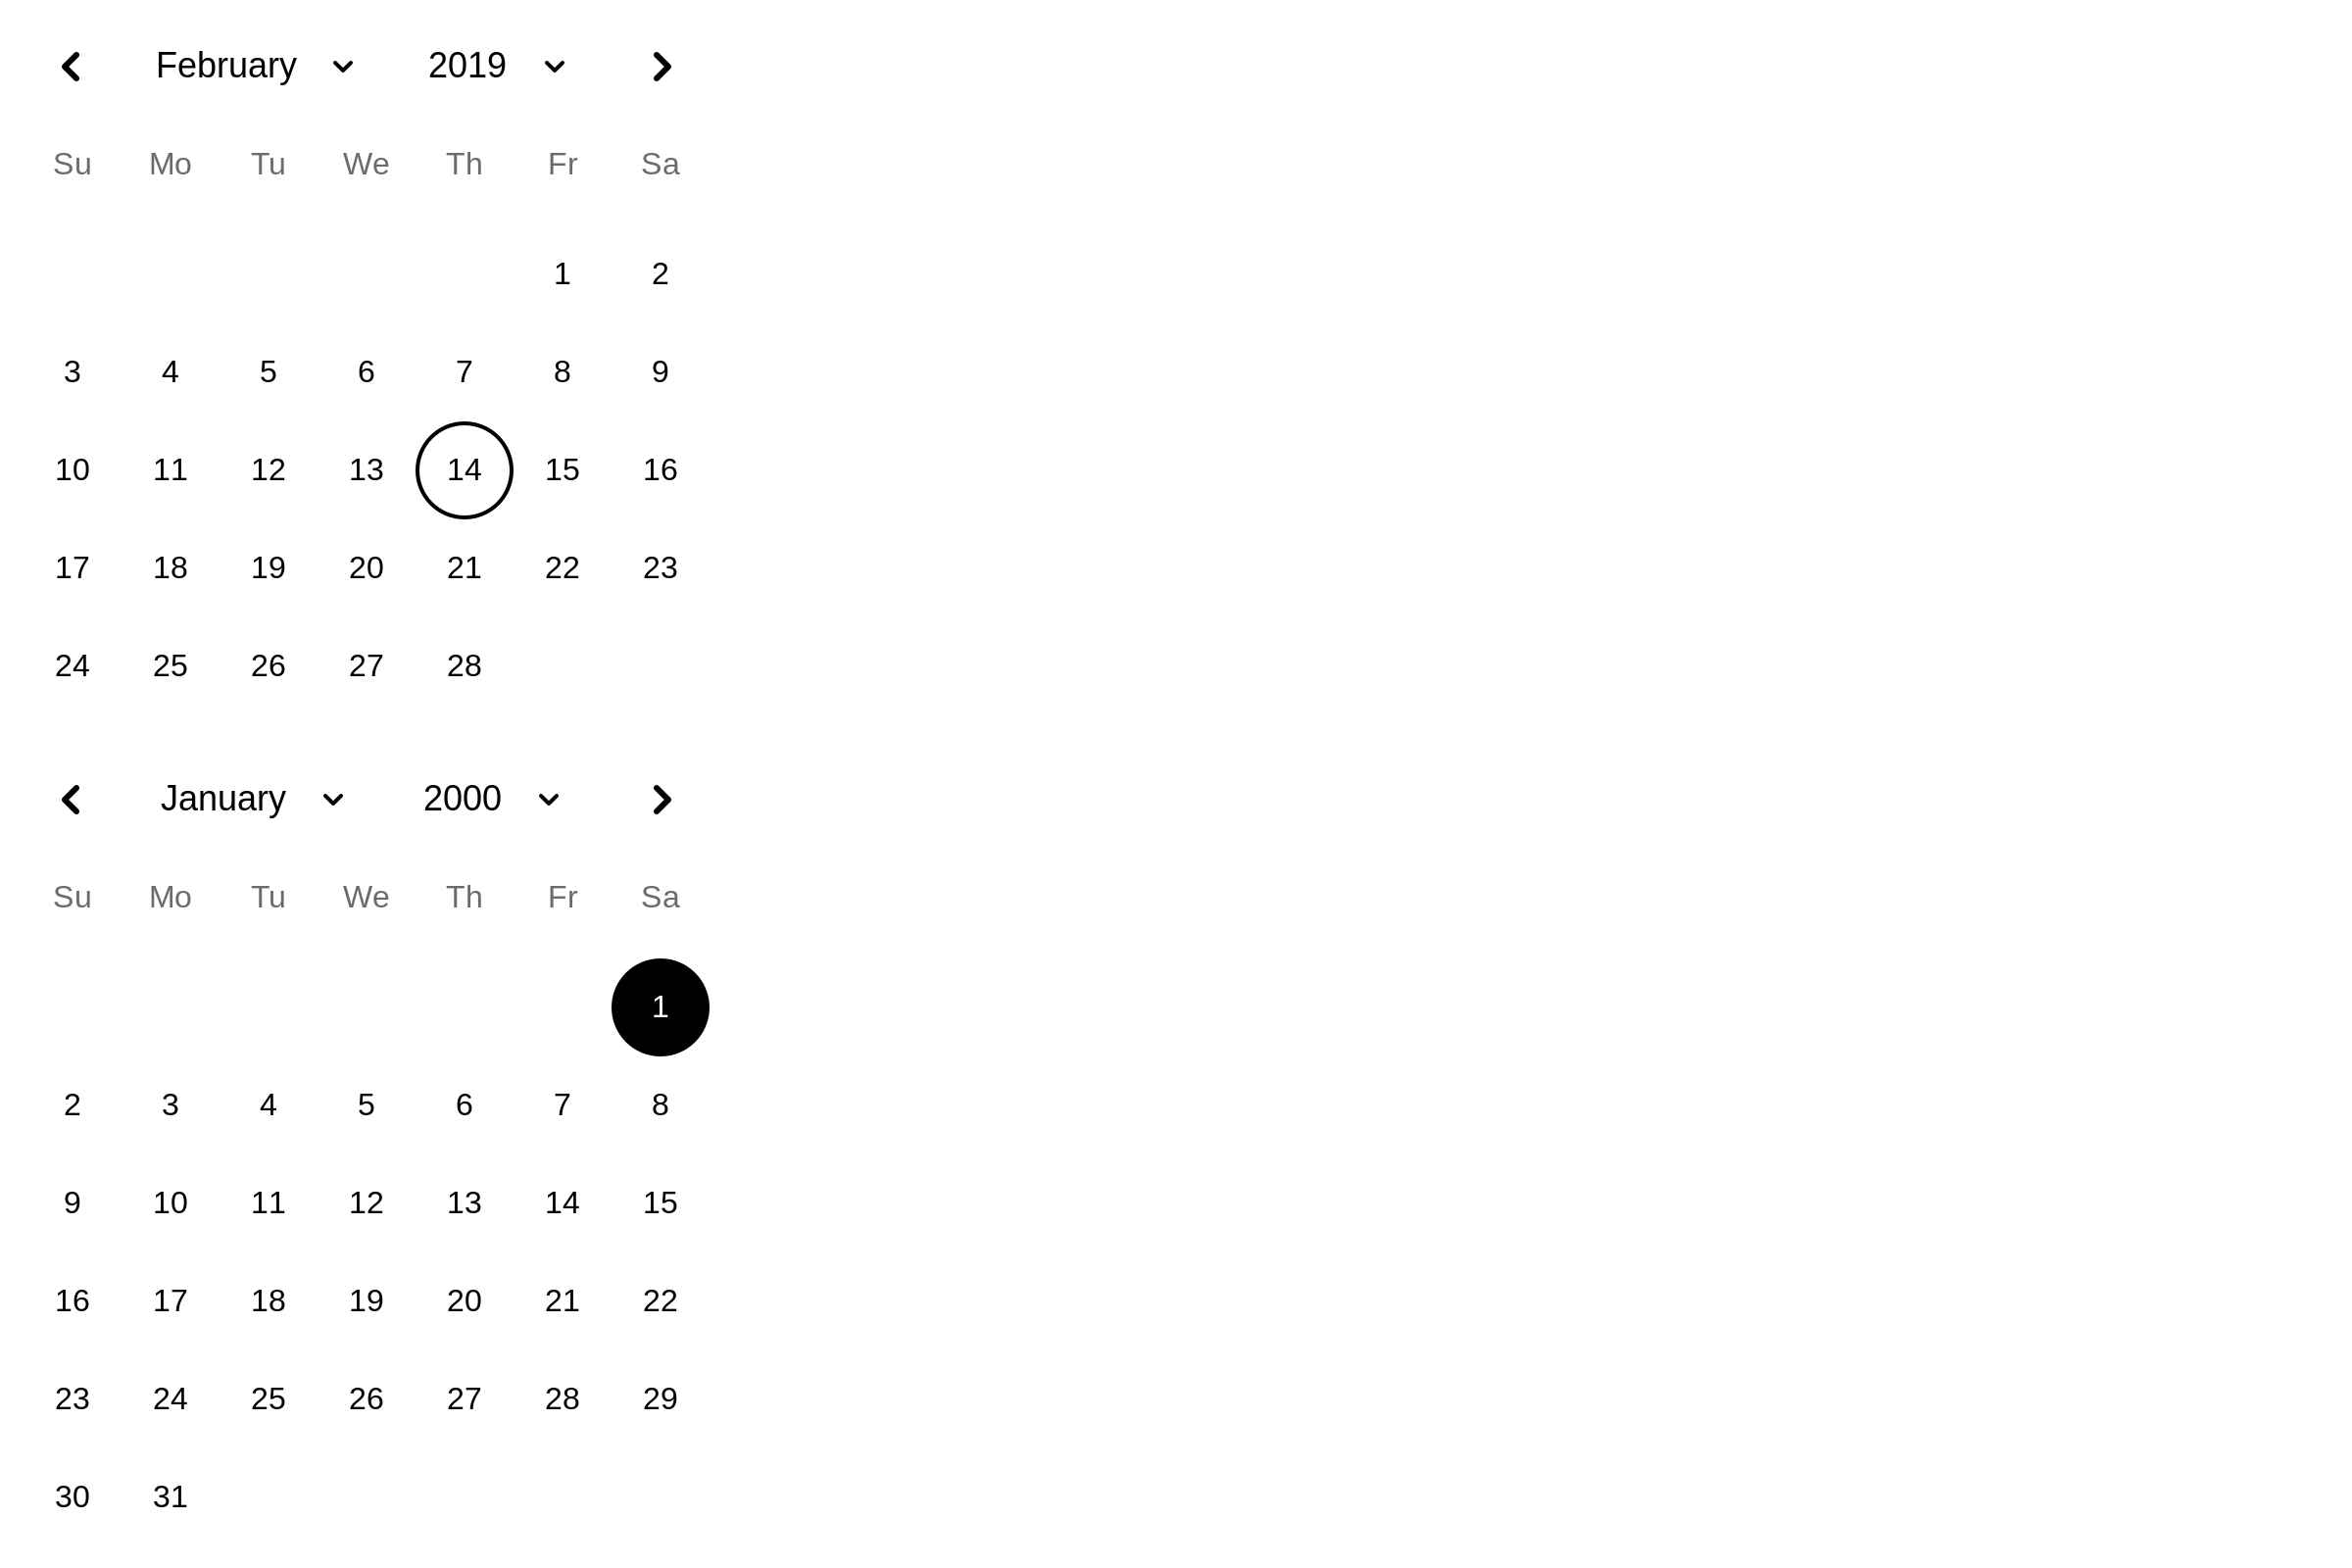 February 2019
Su Mo Tu We Th Fr Sa
1 2
3 4 5 6 7 8 9
10 11 12 13 14 15 16
17 18 19 20 21 22 23
24 25 26 27 28
January 2000
Su Mo Tu We Th Fr Sa
1
2 3 4 5 6 7 8
9 10 11 12 13 14 15
16 17 18 19 20 21 22
23 24 25 26 27 28 29
30 31